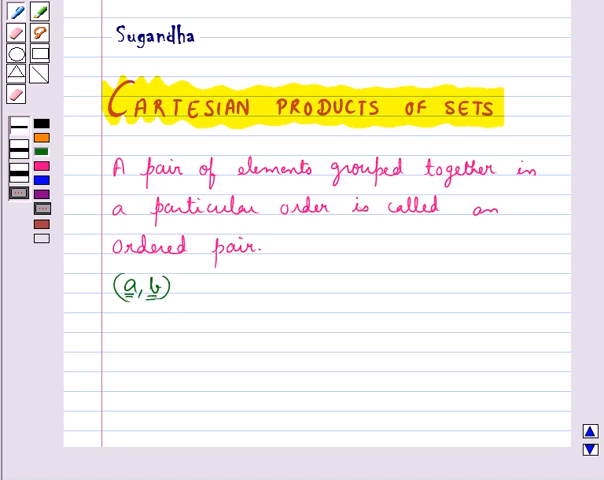 Sugandha
CARTESIAN PRODUCTS OF SETS
A pair of elements grouped together in
a particular order is called an
ordered pair.
(a, b)